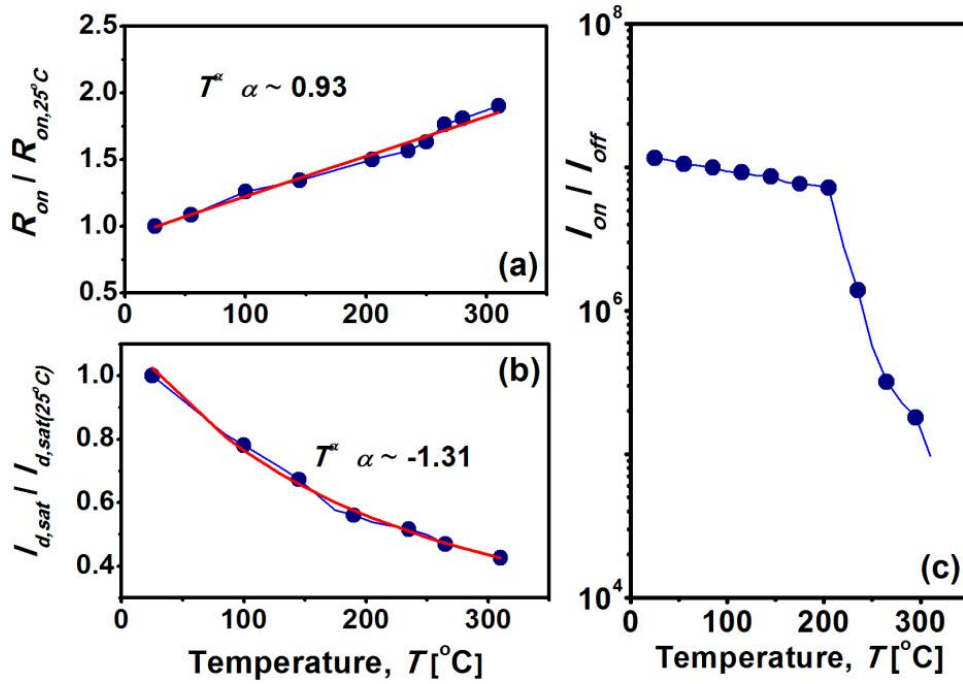 2.5
2.0
1.5
1.0
0.5
R_on / R_on,25°C
T^α α ~ 0.93
(a)
0 100 200 300
1.0
0.8
0.6
0.4
I_d,sat / I_d,sat(25°C)
(b)
T^α α ~ -1.31
0 100 200 300
Temperature, T [°C]
10^8
10^6
10^4
I_on / I_off
(c)
0 100 200 300
Temperature, T [°C]